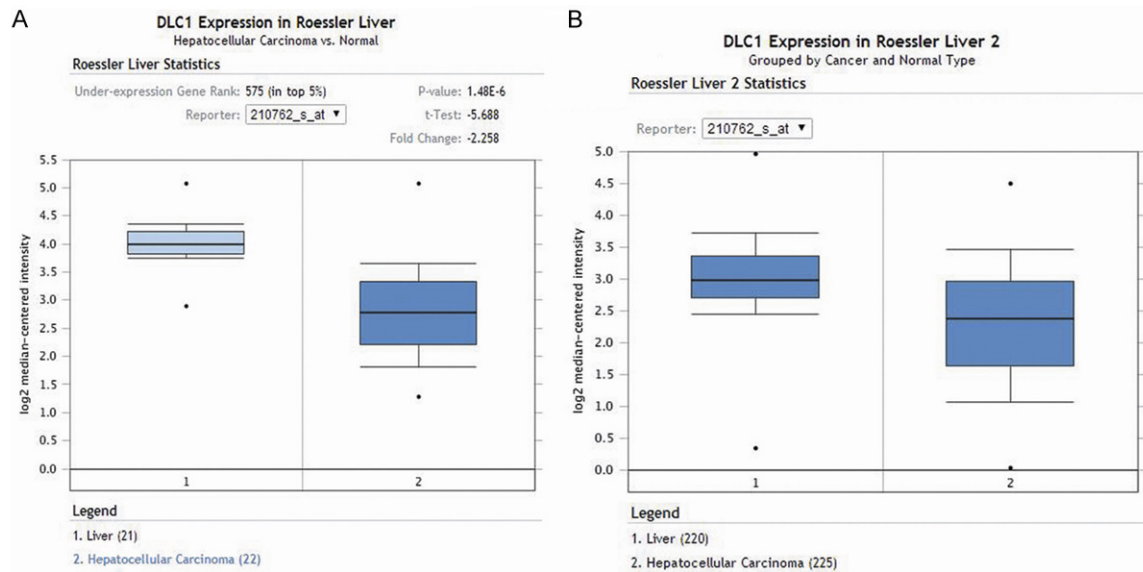 A
DLC1 Expression in Roessler Liver
Hepatocellular Carcinoma vs. Normal
Roessler Liver Statistics
Under-expression Gene Rank: 575 (in top 5%)
P-value: 1.48E-6
Reporter: 210762_s_at ▼
t-Test: -5.688
Fold Change: -2.258
5.5
5.0
4.5
4.0
3.5
3.0
2.5
2.0
1.5
1.0
0.5
0.0
log2 median-centered intensity
1
2
Legend
1. Liver (21)
2. Hepatocellular Carcinoma (22)
B
DLC1 Expression in Roessler Liver 2
Grouped by Cancer and Normal Type
Roessler Liver 2 Statistics
Reporter: 210762_s_at ▼
5.0
4.5
4.0
3.5
3.0
2.5
2.0
1.5
1.0
0.5
0.0
log2 median-centered intensity
1
2
Legend
1. Liver (220)
2. Hepatocellular Carcinoma (225)